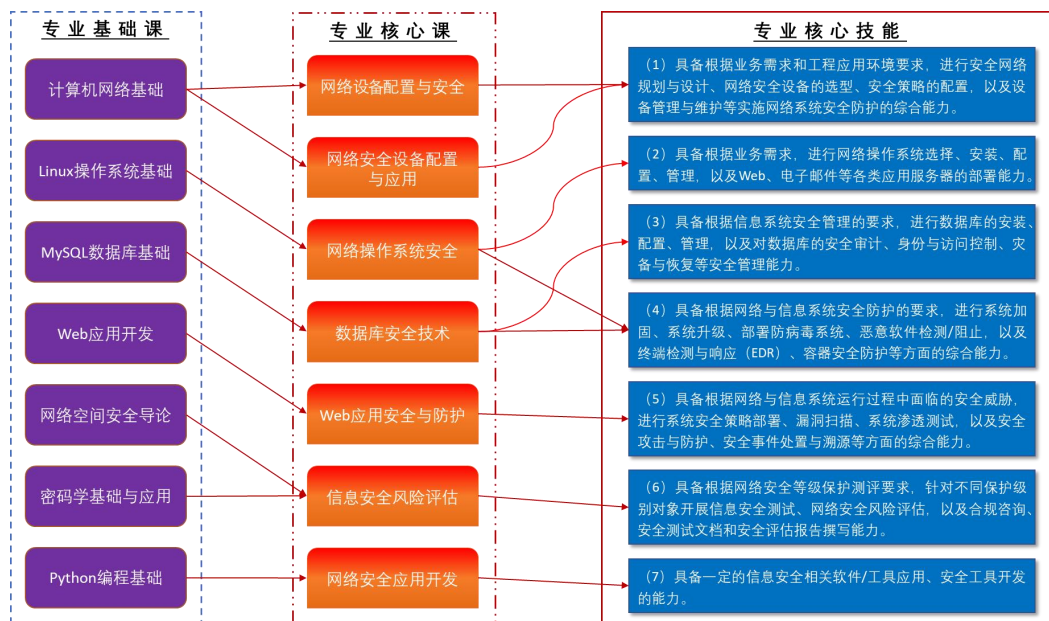 专业基础课
计算机网络基础
Linux操作系统基础
MySQL数据库基础
Web应用开发
网络空间安全导论
密码学基础与应用
Python编程基础
专业核心课
网络设备配置与安全
网络安全设备配置
与应用
网络操作系统安全
数据库安全技术
Web应用安全与防护
信息安全风险评估
网络安全应用开发
专业核心技能
（1）具备根据业务需求和工程应用环境要求，进行安全网络
规划与设计、网络安全设备的选型、安全策略的配置，以及设
备管理与维护等实施网络系统安全防护的综合能力。
（2）具备根据业务需求，进行网络操作系统选择、安装、配
置、管理，以及Web、电子邮件等各类应用服务器的部署能力。
（3）具备根据信息系统安全管理的要求，进行数据库的安装、
配置、管理，以及对数据库的安全审计、身份与访问控制、灾
备与恢复等安全管理能力。
（4）具备根据网络与信息系统安全防护的要求，进行系统加
固、系统升级、部署防病毒系统、恶意软件检测/阻止，以及
终端检测与响应（EDR）、容器安全防护等方面的综合能力。
（5）具备根据网络与信息系统运行过程中面临的安全威胁，
进行系统安全策略部署、漏洞扫描、系统渗透测试，以及安全
攻击与防护、安全事件处置与溯源等方面的综合能力。
（6）具备根据网络安全等级保护测评要求，针对不同保护级
别对象开展信息安全测试、网络安全风险评估，以及合规咨询、
安全测试文档和安全评估报告撰写能力。
（7）具备一定的信息安全相关软件/工具应用、安全工具开发
的能力。